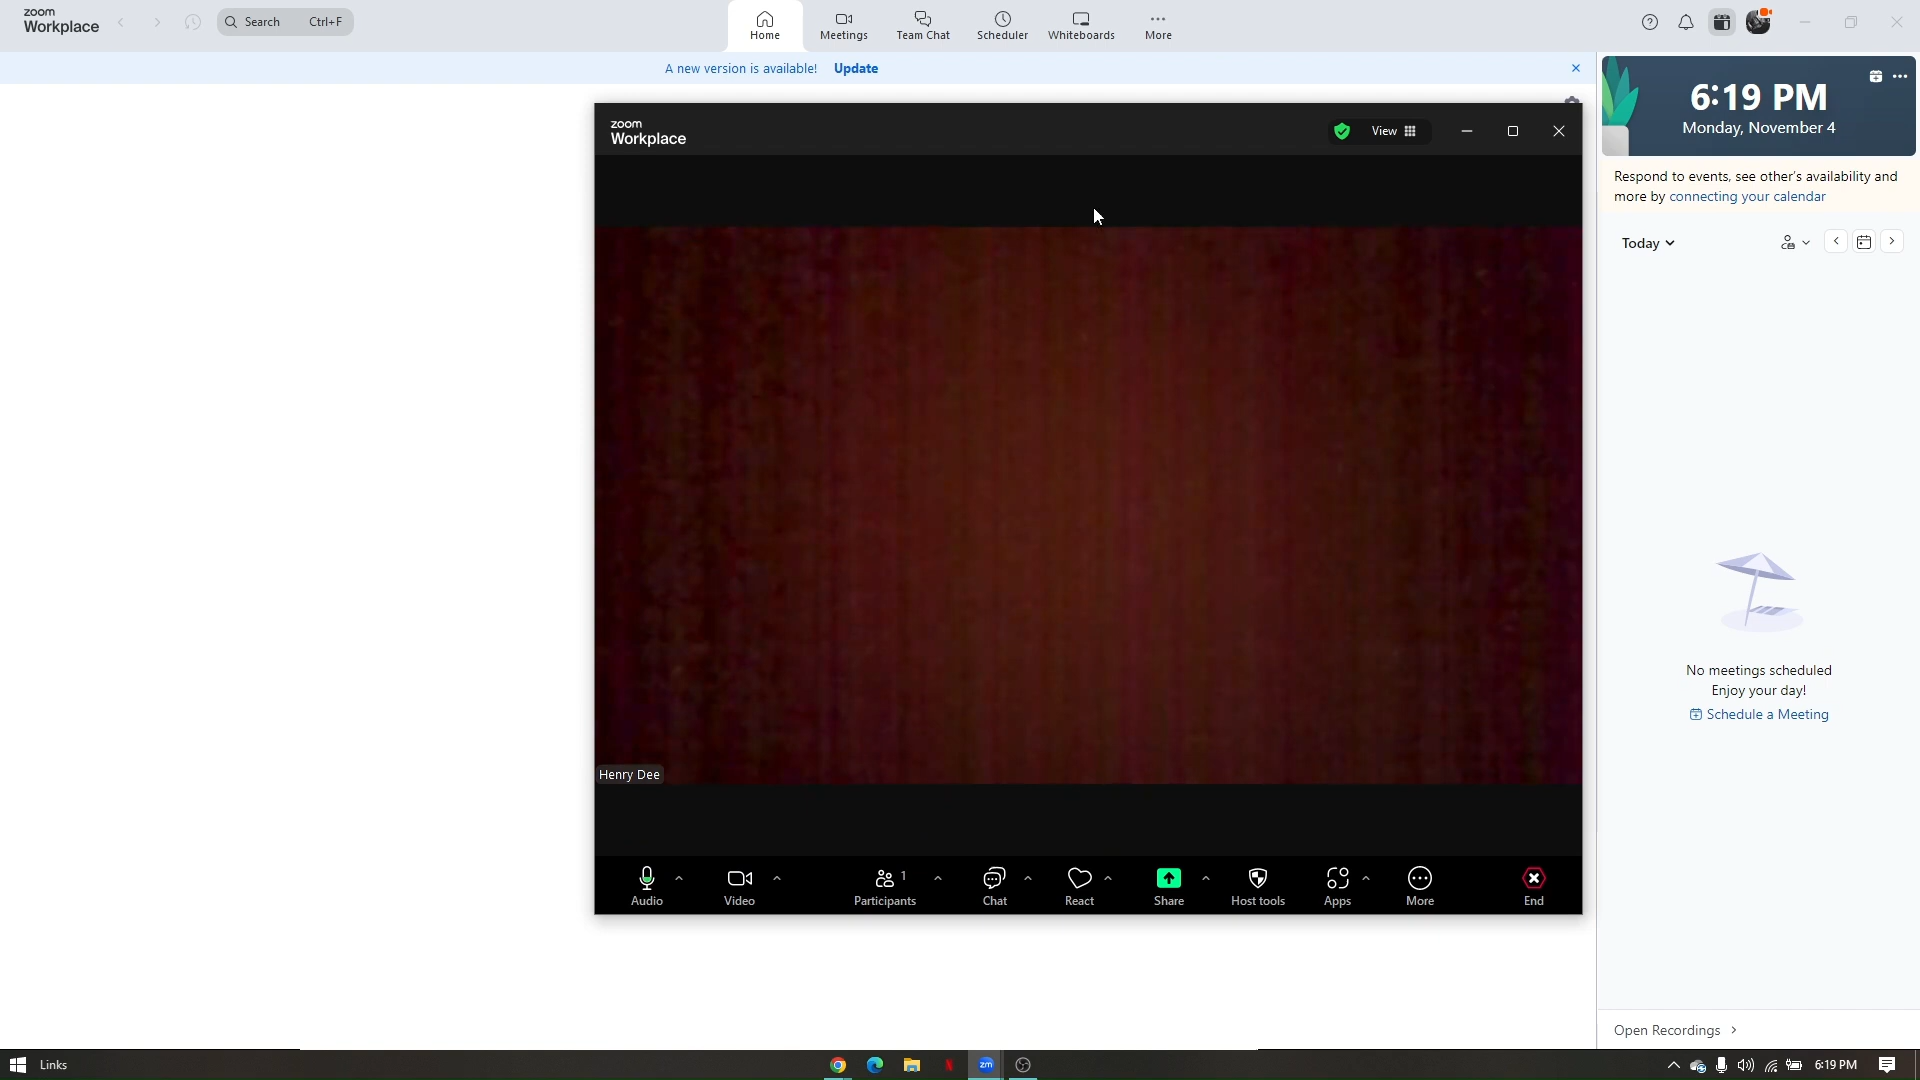 zoom
Workplace
Search Ctrl+F
Home
Meetings
Team Chat
Scheduler
Whiteboards
More
A new version is available! Update
zoom
Workplace
View
Henry Dee
Audio
Video
Participants
1
Chat
React
Share
Host tools
Apps
More
End
6:19 PM
Monday, November 4
Respond to events, see other's availability and
more by connecting your calendar
Today
No meetings scheduled
Enjoy your day!
Schedule a Meeting
Open Recordings
Links
zm
6:19 PM